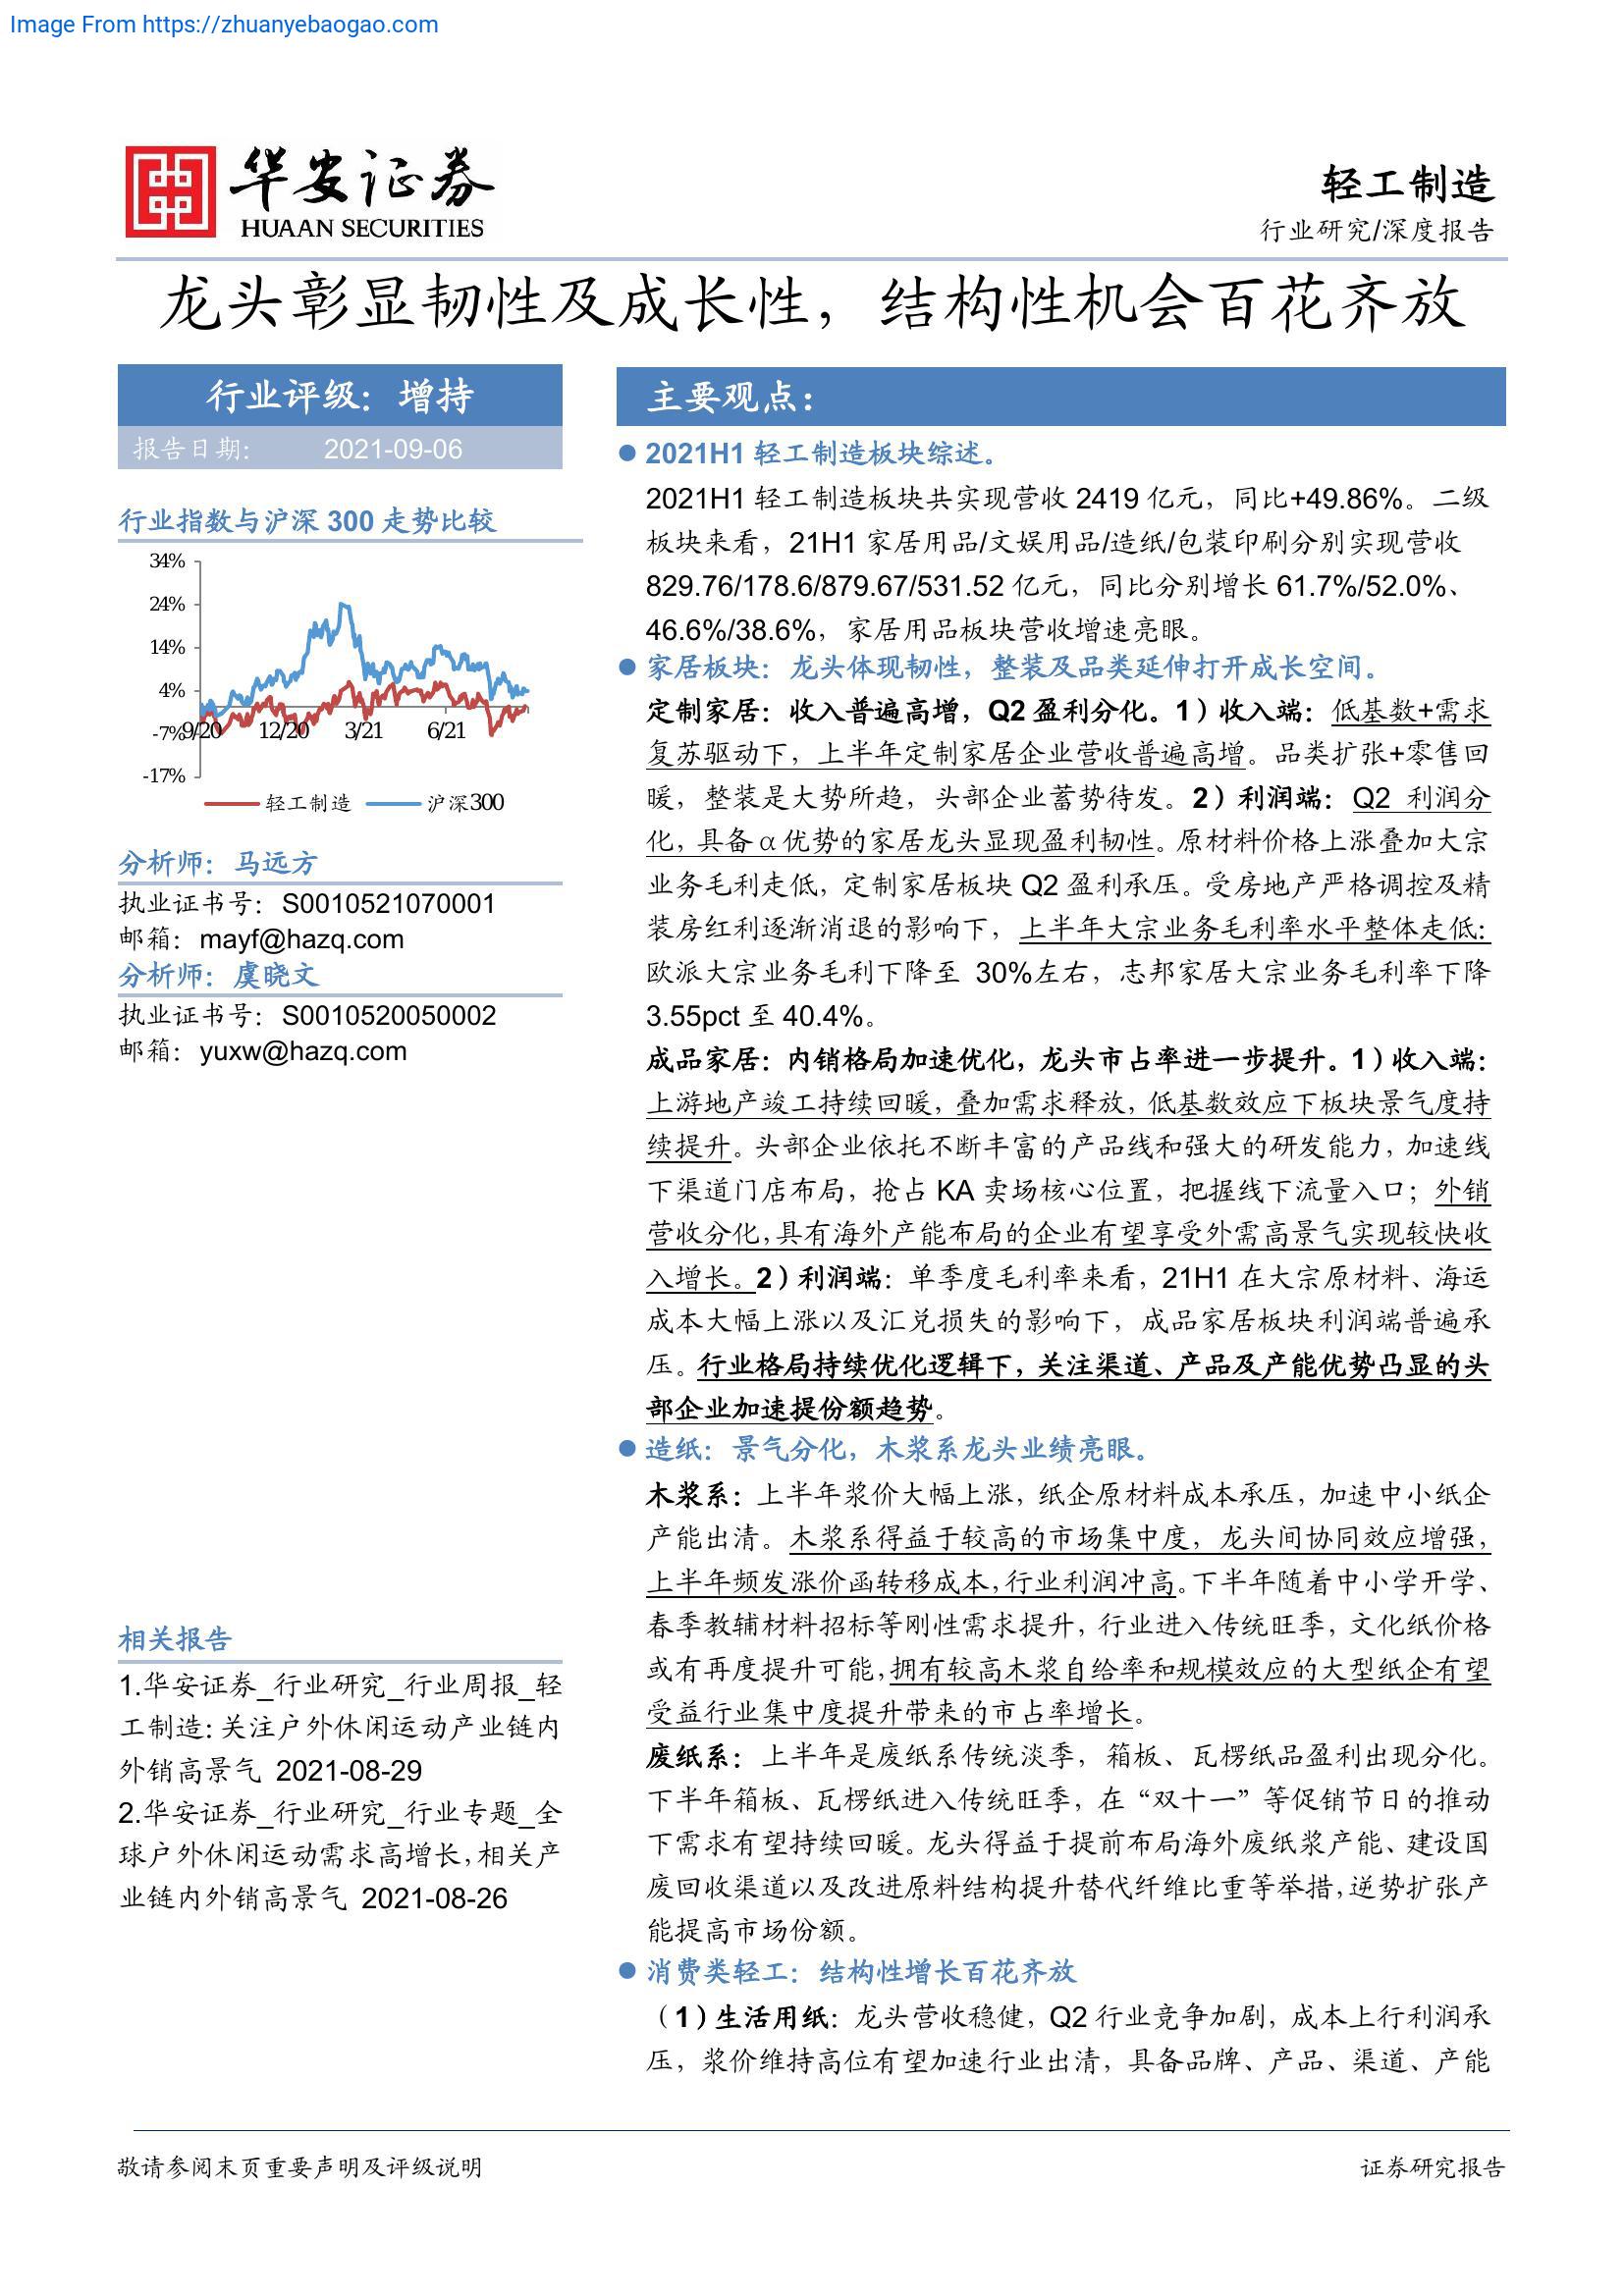 Image From https://zhuanyebaogao.com
华安证券
HUAAN SECURITIES
轻工制造
行业研究/深度报告
龙头彰显韧性及成长性，结构性机会百花齐放
行业评级：增持
报告日期： 2021-09-06
行业指数与沪深 300 走势比较
34%
24%
14%
4%
-7%
-17%
9/20 12/20 3/21 6/21
轻工制造 沪深300
分析师：马远方
执业证书号：S0010521070001
邮箱：mayf@hazq.com
分析师：虞晓文
执业证书号：S0010520050002
邮箱：yuxw@hazq.com
相关报告
1.华安证券_行业研究_行业周报_轻
工制造：关注户外休闲运动产业链内
外销高景气 2021-08-29
2.华安证券_行业研究_行业专题_全
球户外休闲运动需求高增长，相关产
业链内外销高景气 2021-08-26
主要观点：
● 2021H1 轻工制造板块综述。
2021H1 轻工制造板块共实现营收 2419 亿元，同比+49.86%。二级
板块来看，21H1 家居用品/文娱用品/造纸/包装印刷分别实现营收
829.76/178.6/879.67/531.52 亿元，同比分别增长 61.7%/52.0%、
46.6%/38.6%，家居用品板块营收增速亮眼。
● 家居板块：龙头体现韧性，整装及品类延伸打开成长空间。
定制家居：收入普遍高增，Q2 盈利分化。1）收入端：低基数+需求
复苏驱动下，上半年定制家居企业营收普遍高增。品类扩张+零售回
暖，整装是大势所趋，头部企业蓄势待发。2）利润端：Q2 利润分
化，具备 α 优势的家居龙头显现盈利韧性。原材料价格上涨叠加大宗
业务毛利走低，定制家居板块 Q2 盈利承压。受房地产严格调控及精
装房红利逐渐消退的影响下，上半年大宗业务毛利率水平整体走低：
欧派大宗业务毛利下降至 30%左右，志邦家居大宗业务毛利率下降
3.55pct 至 40.4%。
成品家居：内销格局加速优化，龙头市占率进一步提升。1）收入端：
上游地产竣工持续回暖，叠加需求释放，低基数效应下板块景气度持
续提升。头部企业依托不断丰富的产品线和强大的研发能力，加速线
下渠道门店布局，抢占 KA 卖场核心位置，把握线下流量入口；外销
营收分化，具有海外产能布局的企业有望享受外需高景气实现较快收
入增长。2）利润端：单季度毛利率来看，21H1 在大宗原材料、海运
成本大幅上涨以及汇兑损失的影响下，成品家居板块利润端普遍承
压。行业格局持续优化逻辑下，关注渠道、产品及产能优势凸显的头
部企业加速提份额趋势。
● 造纸：景气分化，木浆系龙头业绩亮眼。
木浆系：上半年浆价大幅上涨，纸企原材料成本承压，加速中小纸企
产能出清。木浆系得益于较高的市场集中度，龙头间协同效应增强，
上半年频发涨价函转移成本，行业利润冲高。下半年随着中小学开学、
春季教辅材料招标等刚性需求提升，行业进入传统旺季，文化纸价格
或有再度提升可能，拥有较高木浆自给率和规模效应的大型纸企有望
受益行业集中度提升带来的市占率增长。
废纸系：上半年是废纸系传统淡季，箱板、瓦楞纸品盈利出现分化。
下半年箱板、瓦楞纸进入传统旺季，在“双十一”等促销节日的推动
下需求有望持续回暖。龙头得益于提前布局海外废纸浆产能、建设国
废回收渠道以及改进原料结构提升替代纤维比重等举措，逆势扩张产
能提高市场份额。
● 消费类轻工：结构性增长百花齐放
（1）生活用纸：龙头营收稳健，Q2 行业竞争加剧，成本上行利润承
压，浆价维持高位有望加速行业出清，具备品牌、产品、渠道、产能
敬请参阅末页重要声明及评级说明
证券研究报告